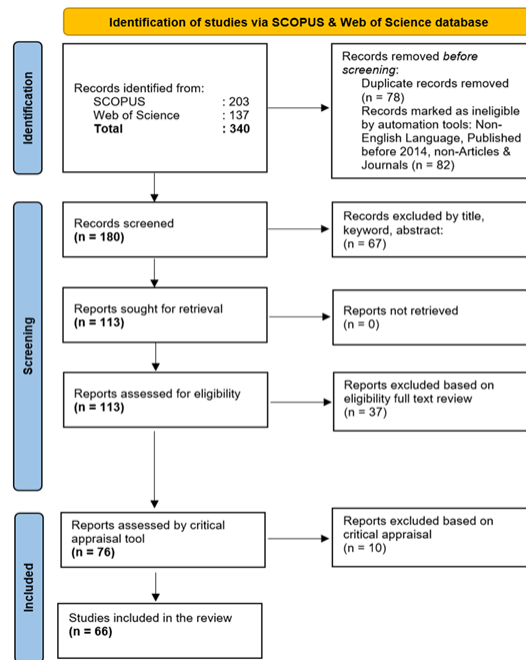 Identification of studies via SCOPUS & Web of Science database
Identification
Records identified from:
SCOPUS : 203
Web of Science : 137
Total : 340
Records removed before
screening:
Duplicate records removed
(n = 78)
Records marked as ineligible
by automation tools: Non-
English Language, Published
before 2014, non-Articles &
Journals (n = 82)
Screening
Records screened
(n = 180)
Records excluded by title,
keyword, abstract:
(n = 67)
Reports sought for retrieval
(n = 113)
Reports not retrieved
(n = 0)
Reports assessed for eligibility
(n = 113)
Reports excluded based on
eligibility full text review
(n = 37)
Included
Reports assessed by critical
appraisal tool
(n = 76)
Reports excluded based on
critical appraisal
(n = 10)
Studies included in the review
(n = 66)